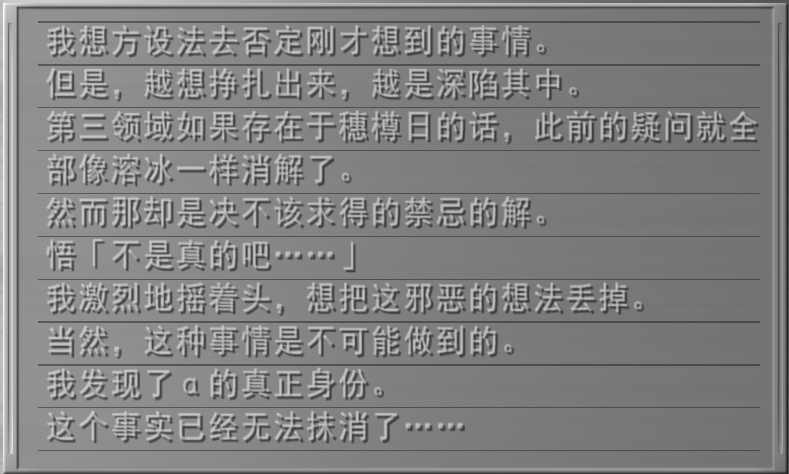 我想方设法去否定刚才想到的事情。
但是，越想挣扎出来，越是深陷其中。
第三领域如果存在于穗樽日的话，此前的疑问就全
部像溶冰一样消解了。
然而那却是决不该求得的禁忌的解。
悟「不是真的吧……」
我激烈地摇着头，想把这邪恶的想法丢掉。
当然，这种事情是不可能做到的。
我发现了α的真正身份。
这个事实已经无法抹消了……